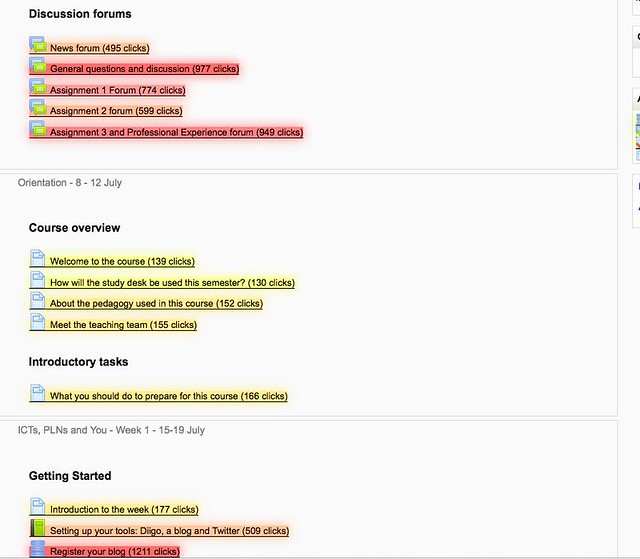 Discussion forums
News forum (495 clicks)
General questions and discussion (977 clicks)
Assignment 1 Forum (774 clicks)
Assignment 2 forum (599 clicks)
Assignment 3 and Professional Experience forum (949 clicks)
Orientation - 8 - 12 July
Course overview
Welcome to the course (139 clicks)
How will the study desk be used this semester? (130 clicks)
About the pedagogy used in this course (152 clicks)
Meet the teaching team (155 clicks)
Introductory tasks
What you should do to prepare for this course (166 clicks)
ICTs, PLNs and You - Week 1 - 15-19 July
Getting Started
Introduction to the week (177 clicks)
Setting up your tools: Diigo, a blog and Twitter (509 clicks)
Register your blog (1211 clicks)